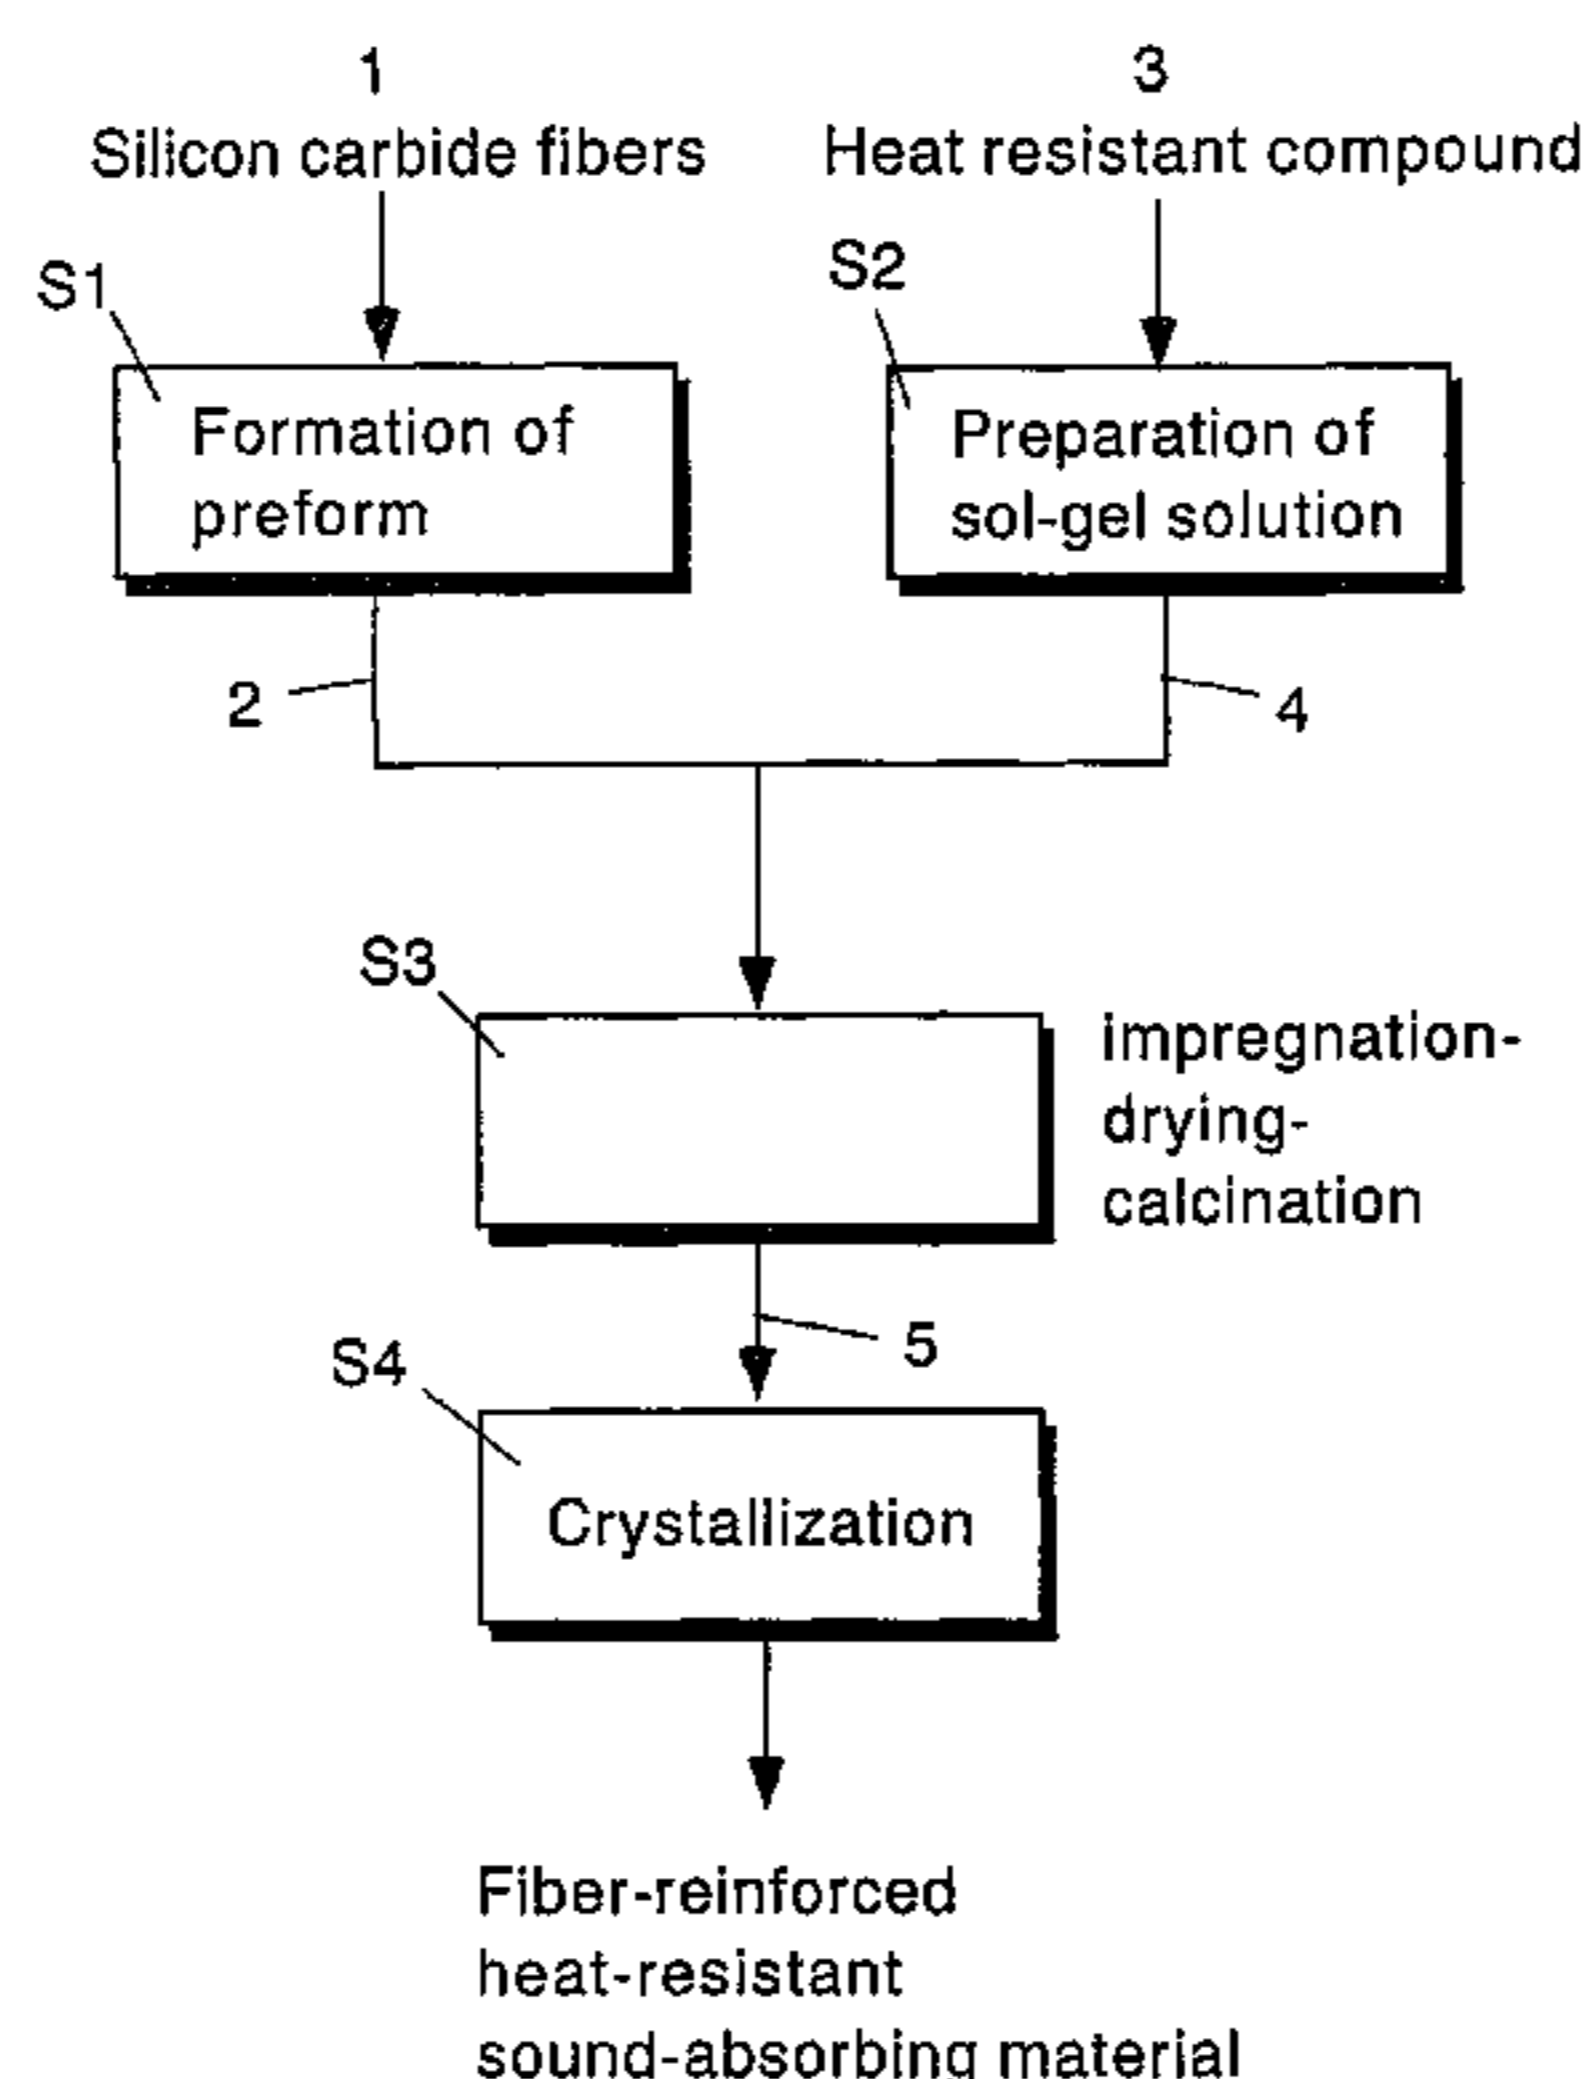 1
Silicon carbide fibers
3
Heat resistant compound
S1
Formation of
preform
S2
Preparation of
sol-gel solution
2
4
S3
impregnation-
drying-
calcination
5
S4
Crystallization
Fiber-reinforced
heat-resistant
sound-absorbing material